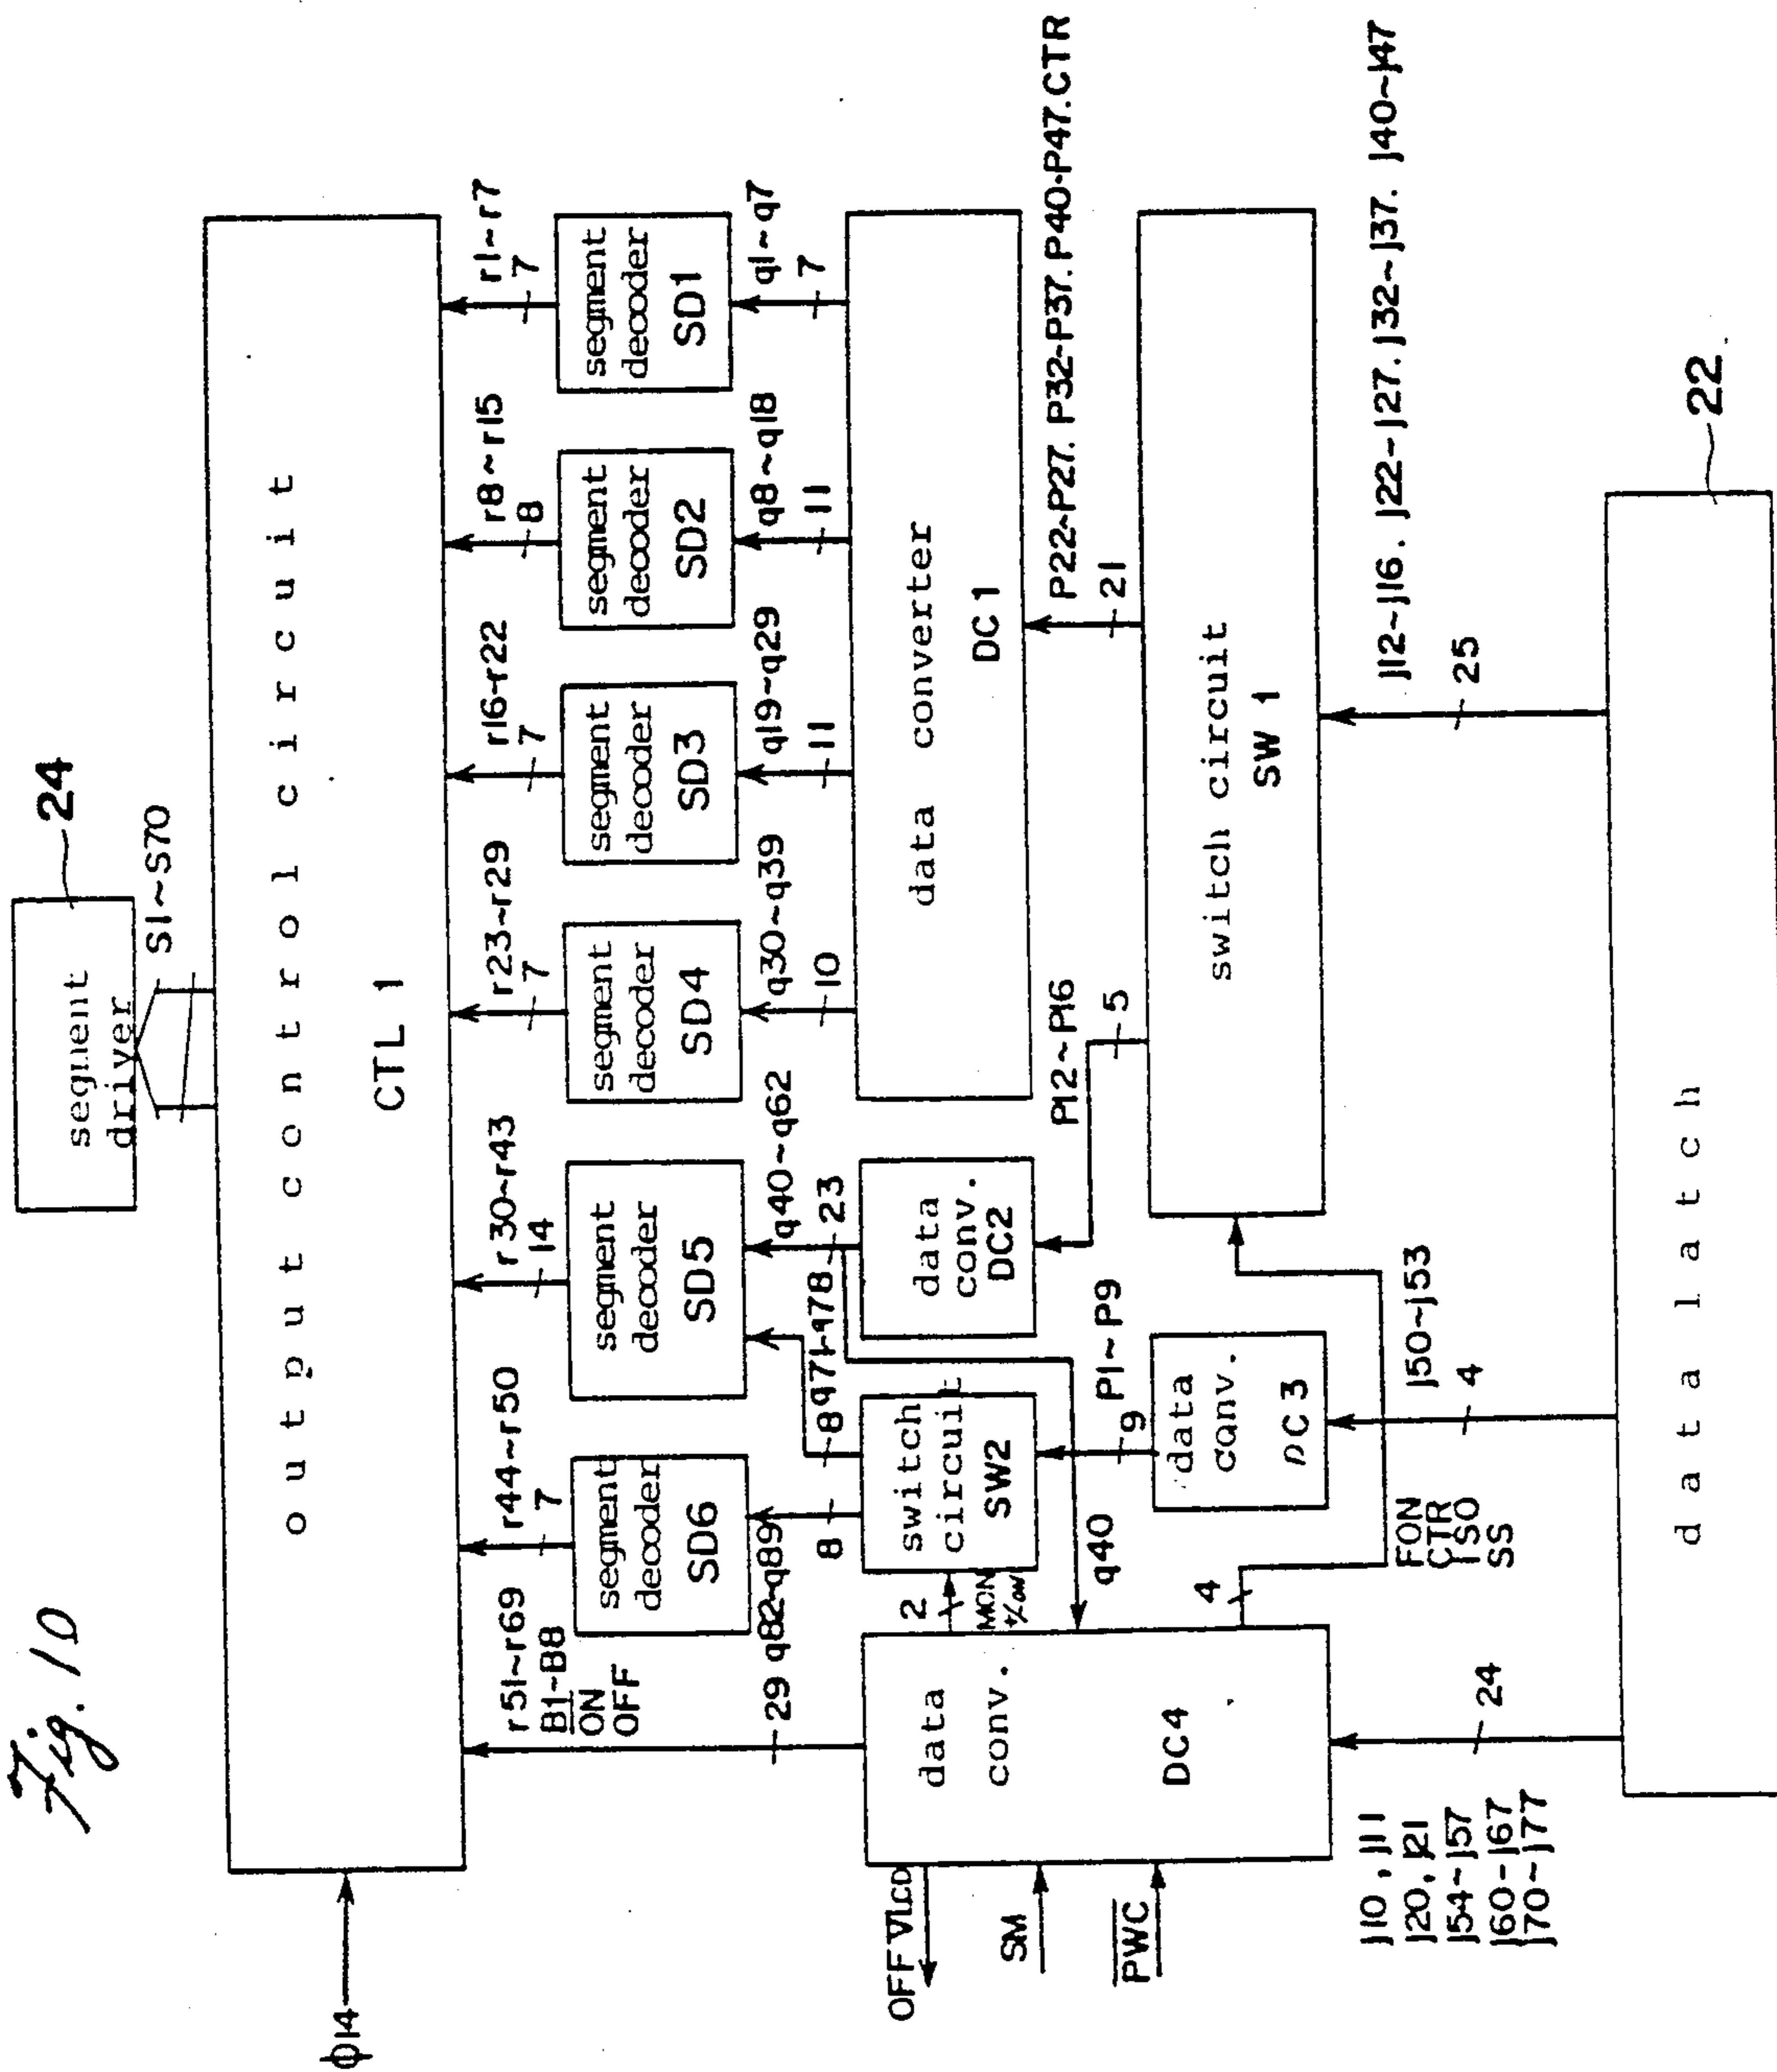 Fig. 10
segment
driver
24
S1~S70
output control circuit
CTL 1
φ14
r51~r69
B1~B8
ON
OFF
29
r44~r50
7
r30~r43
14
r23~r29
7
r16~r22
7
r8~r15
8
r1~r7
7
segment
decoder
SD6
segment
decoder
SD5
segment
decoder
SD4
segment
decoder
SD3
segment
decoder
SD2
segment
decoder
SD1
q82~q89
8
q71~q78
8
q40~q62
23
q30~q39
10
q19~q29
11
q8~q18
11
q1~q7
7
data
conv.
DC4
switch
circuit
SW2
data
conv.
DC2
data converter
DC1
OFF VLCD
SM
PWC
2
MON
+/ON
q40
9
P1~P9
P12~P16
5
21
P22~P27. P32~P37. P40~P47. CTR
data
conv.
DC3
switch circuit
SW 1
4
FON
CTR
TSO
SS
j50~j53
4
25
j12~j16. j22~j27. j32~j37. j40~j47
24
j10, j11
j20, j21
j54~j57
j60~j67
j70~j77
data latch
22